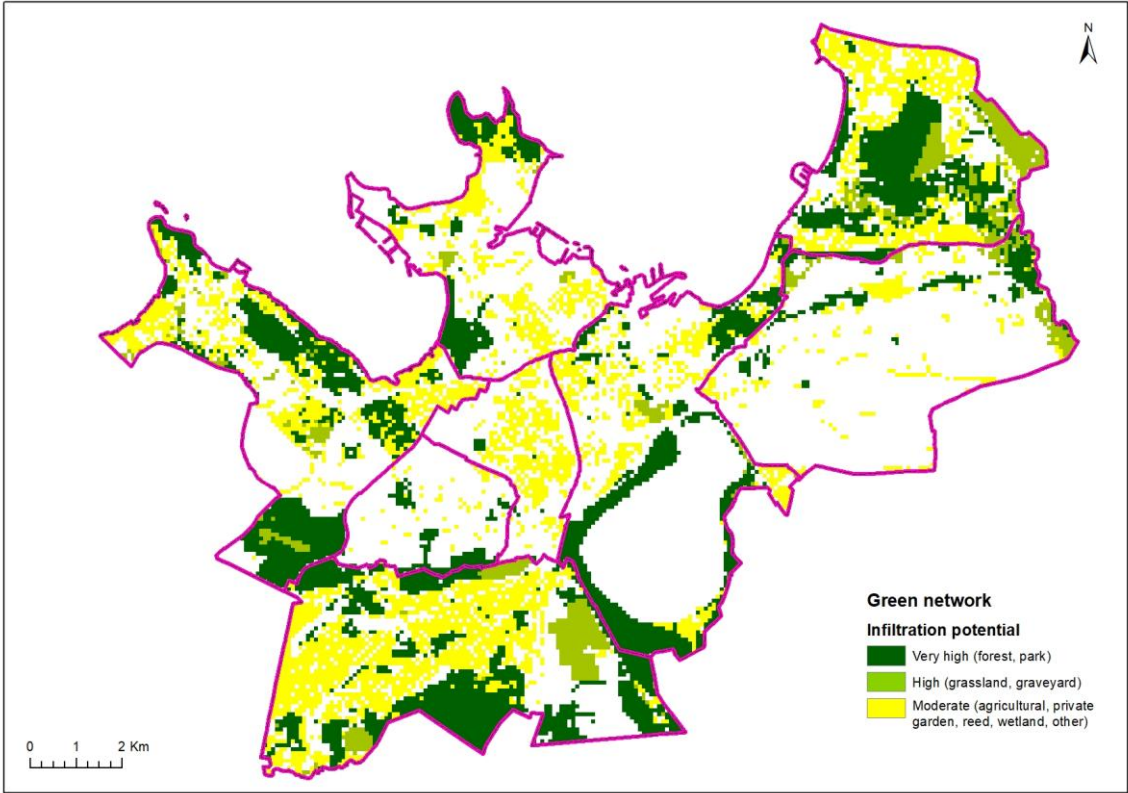 N
Green network
Infiltration potential
Very high (forest, park)
High (grassland, graveyard)
Moderate (agricultural, private
garden, reed, wetland, other)
0 1 2 Km